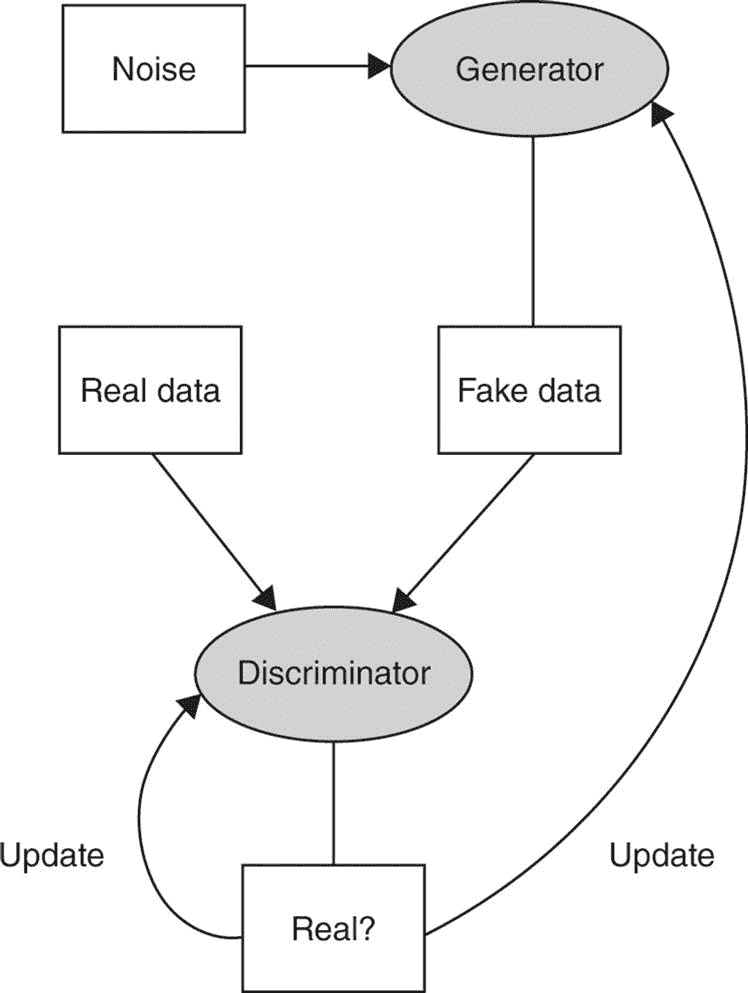 Noise
Generator
Real data
Fake data
Discriminator
Update
Update
Real?